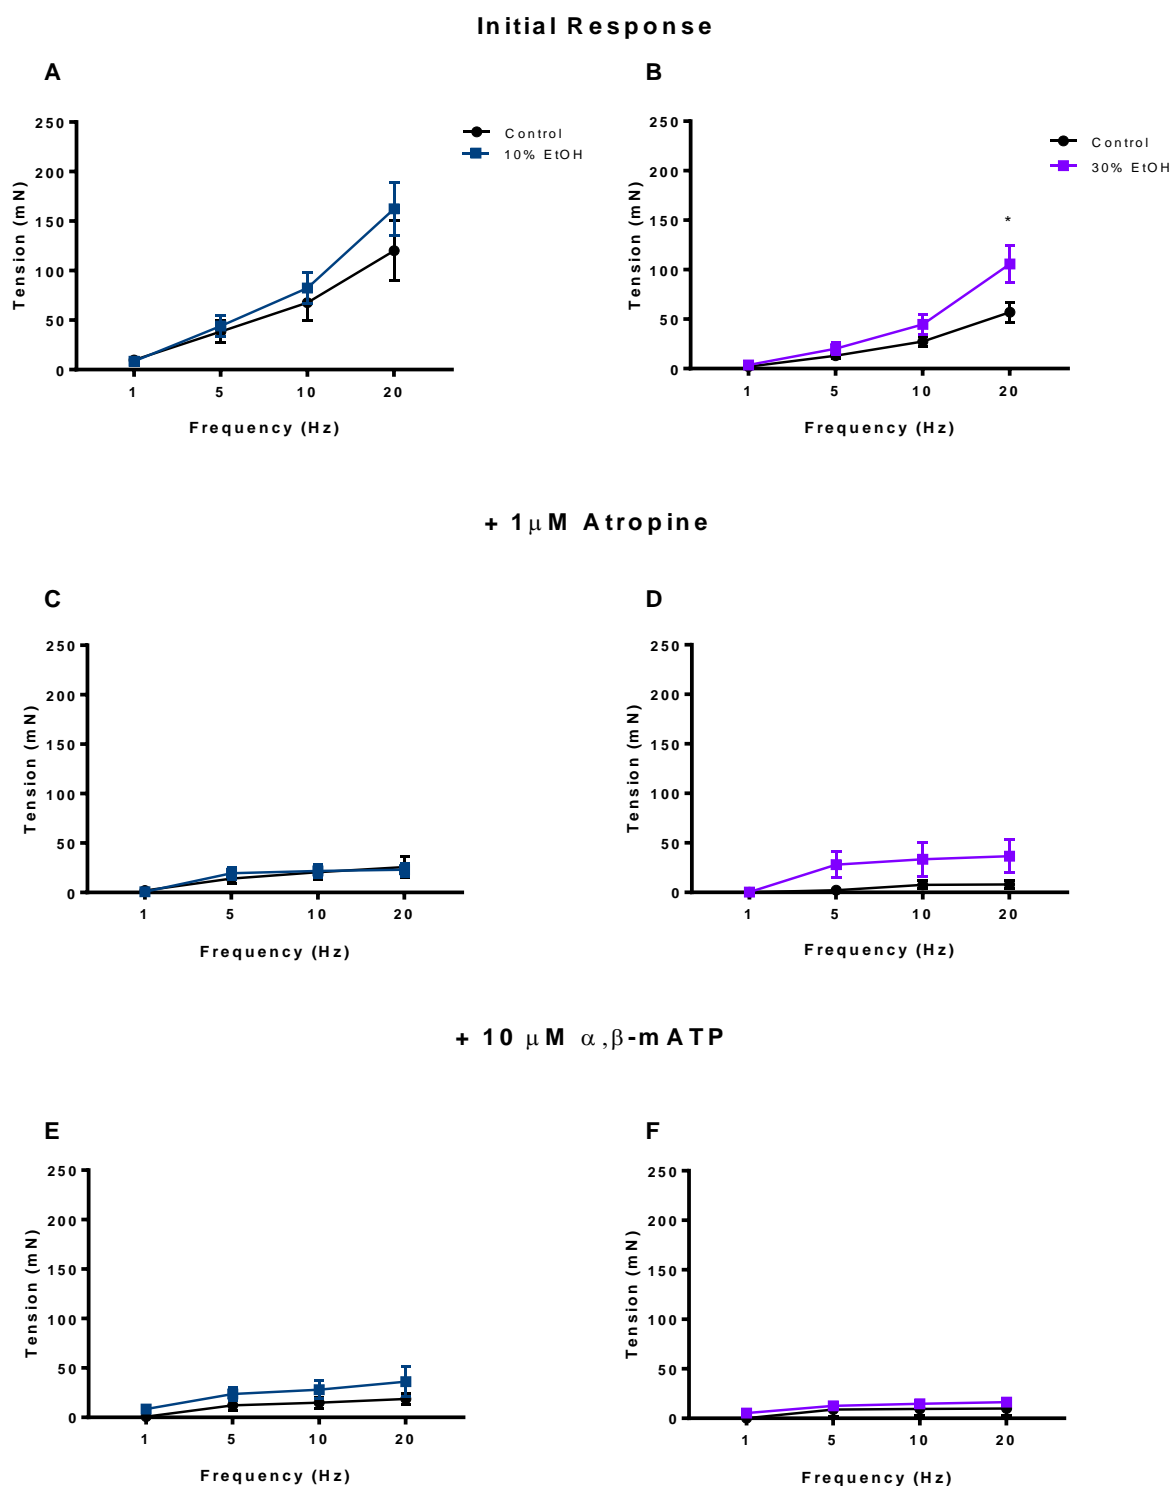 Initial Response
A
B
250
200
150
100
50
0
Tension (mN)
1 5 10 20
Frequency (Hz)
Control
10% EtOH
250
200
150
100
50
0
Tension (mN)
1 5 10 20
Frequency (Hz)
Control
30% EtOH
*
+ 1μM Atropine
C
D
250
200
150
100
50
0
Tension (mN)
1 5 10 20
Frequency (Hz)
250
200
150
100
50
0
Tension (mN)
1 5 10 20
Frequency (Hz)
+ 10 μM α,β-mATP
E
F
250
200
150
100
50
0
Tension (mN)
1 5 10 20
Frequency (Hz)
250
200
150
100
50
0
Tension (mN)
1 5 10 20
Frequency (Hz)